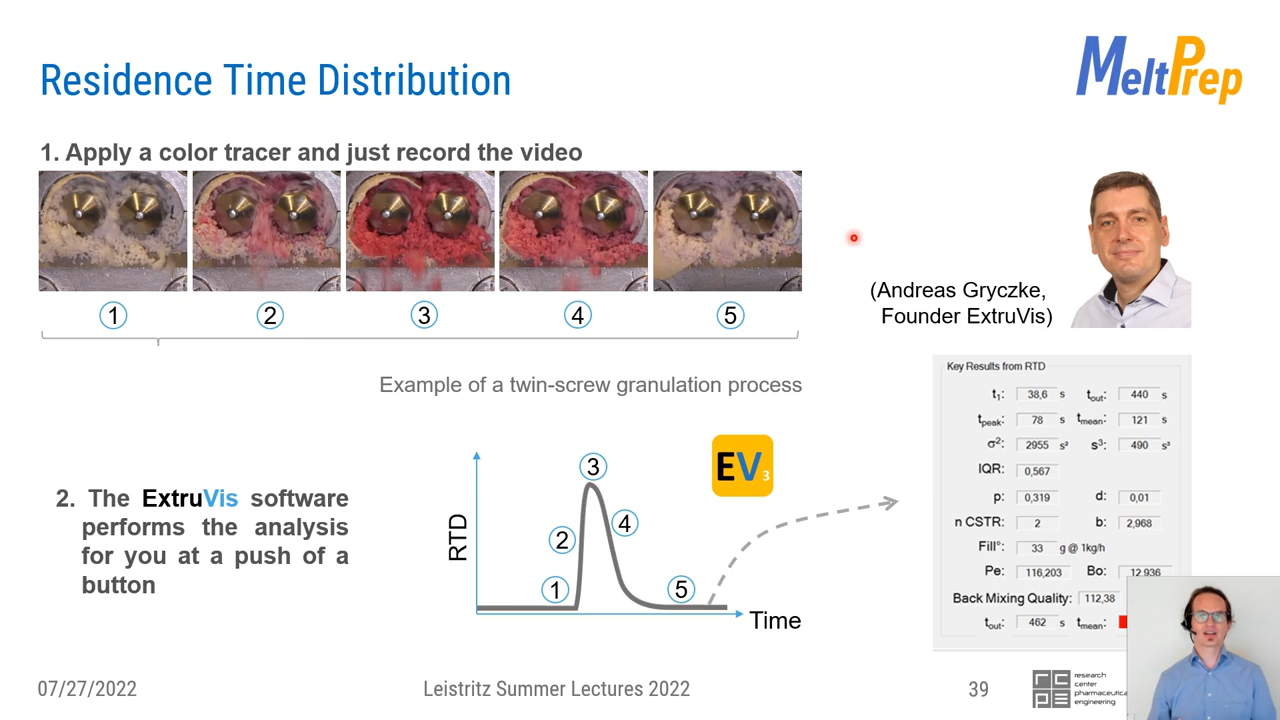 Residence Time Distribution
MeltPrep
1. Apply a color tracer and just record the video
1 2 3 4 5
(Andreas Gryczke,
Founder ExtruVis)
Example of a twin-screw granulation process
2. The ExtruVis software
performs the analysis
for you at a push of a
button
EV3
RTD
1
2
3
4
5
Time
Key Results from RTD
t1: 38,6 s tout: 440 s
tpeak: 78 s tmean: 121 s
σ²: 2955 s² s³: 490 s³
IQR: 0,567
p: 0,319 d: 0,01
n CSTR: 2 b: 2,968
Fill°: 33 g @ 1kg/h
Pe: 116,203 Bo: 12,936
Back Mixing Quality: 112,38
tout: 462 s tmean:
07/27/2022
Leistritz Summer Lectures 2022
39
rcpe
research
center
pharmaceutical
engineering